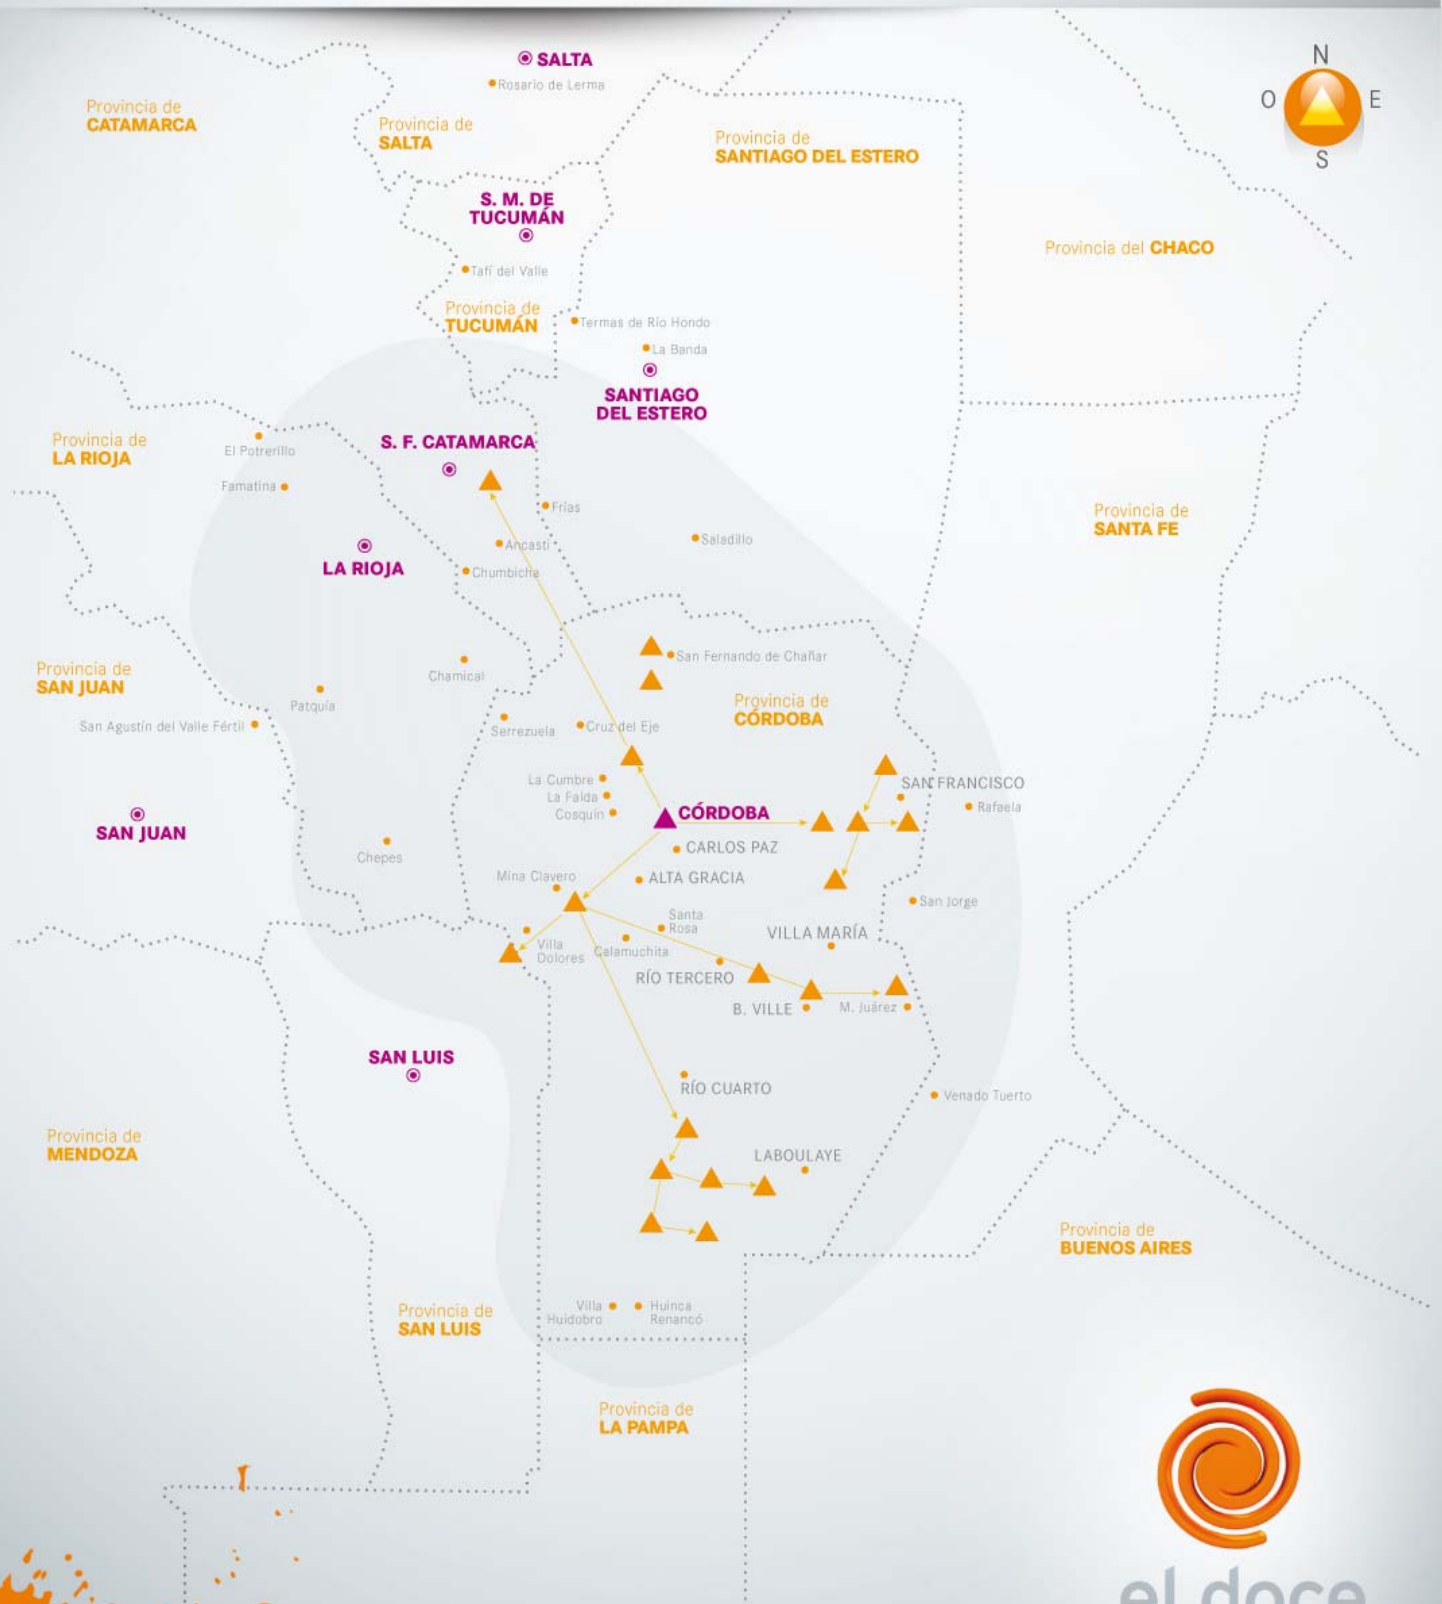 N
O
E
S
SALTA
Rosario de Lerma
Provincia de
CATAMARCA
Provincia de
SALTA
Provincia de
SANTIAGO DEL ESTERO
S. M. DE
TUCUMÁN
Provincia del CHACO
Tafí del Valle
Provincia de
TUCUMÁN
Termas de Río Hondo
La Banda
SANTIAGO
DEL ESTERO
Provincia de
LA RIOJA
El Potrerillo
S. F. CATAMARCA
Famatina
Frías
Provincia de
SANTA FE
Ancasti
Saladillo
LA RIOJA
Chumbicha
San Fernando de Chañar
Provincia de
SAN JUAN
Chamical
Patquía
Provincia de
CÓRDOBA
San Agustín del Valle Fértil
Serrezuela
Cruz del Eje
La Cumbre
La Falda
Cosquín
SAN FRANCISCO
Rafaela
CÓRDOBA
SAN JUAN
CARLOS PAZ
Chepes
Mina Clavero
ALTA GRACIA
San Jorge
Santa
Rosa
VILLA MARÍA
Villa
Dolores
Calamuchita
RÍO TERCERO
B. VILLE
M. Juárez
SAN LUIS
RÍO CUARTO
Venado Tuerto
Provincia de
MENDOZA
LABOULAYE
Provincia de
BUENOS AIRES
Provincia de
SAN LUIS
Villa
Huidobro
Huinca
Renancó
Provincia de
LA PAMPA
el doce